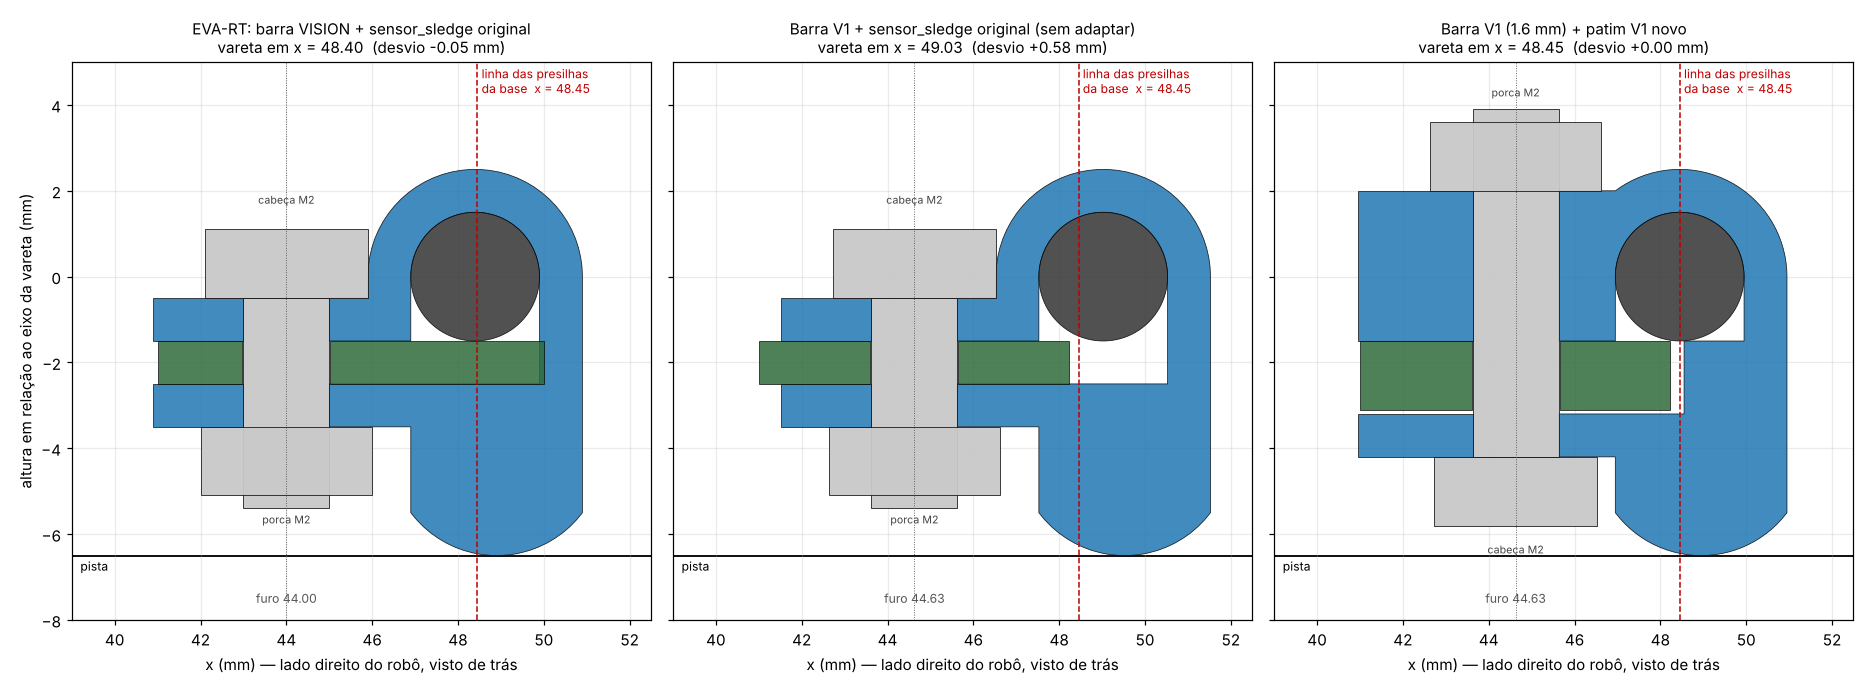 EVA-RT: barra VISION + sensor_sledge original
vareta em x = 48.40  (desvio -0.05 mm)
linha das presilhas
da base  x = 48.45
cabeça M2
porca M2
pista
furo 44.00
4
2
0
−2
−4
−6
−8
altura em relação ao eixo da vareta (mm)
40
42
44
46
48
50
52
x (mm) — lado direito do robô, visto de trás
Barra V1 + sensor_sledge original (sem adaptar)
vareta em x = 49.03  (desvio +0.58 mm)
linha das presilhas
da base  x = 48.45
cabeça M2
porca M2
pista
furo 44.63
40
42
44
46
48
50
52
x (mm) — lado direito do robô, visto de trás
Barra V1 (1.6 mm) + patim V1 novo
vareta em x = 48.45  (desvio +0.00 mm)
linha das presilhas
da base  x = 48.45
porca M2
cabeça M2
pista
furo 44.63
40
42
44
46
48
50
52
x (mm) — lado direito do robô, visto de trás